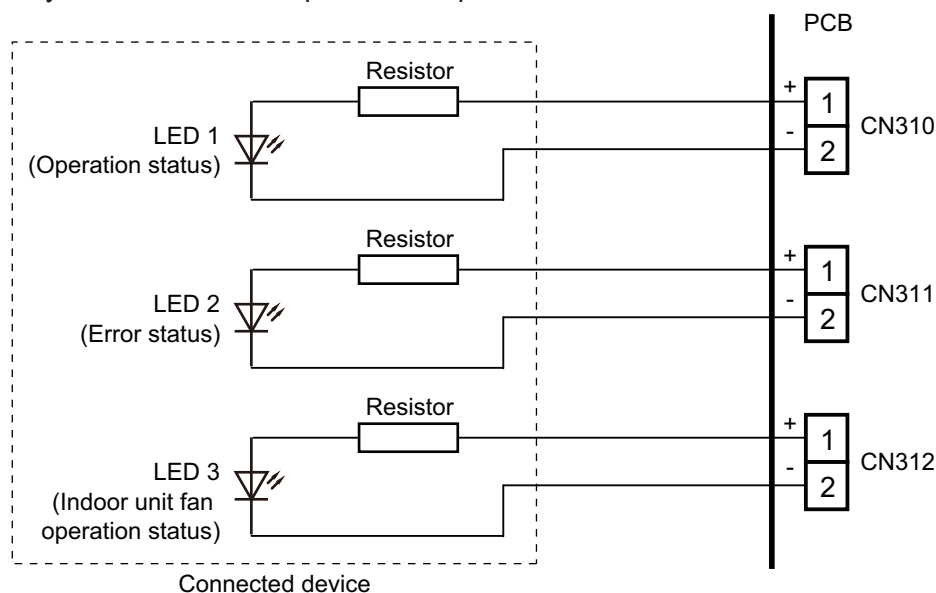 PCB
Resistor
+
1
LED 1
(Operation status)
-
2
CN310
Resistor
+
1
LED 2
(Error status)
-
2
CN311
Resistor
+
1
LED 3
(Indoor unit fan
operation status)
-
2
CN312
Connected device